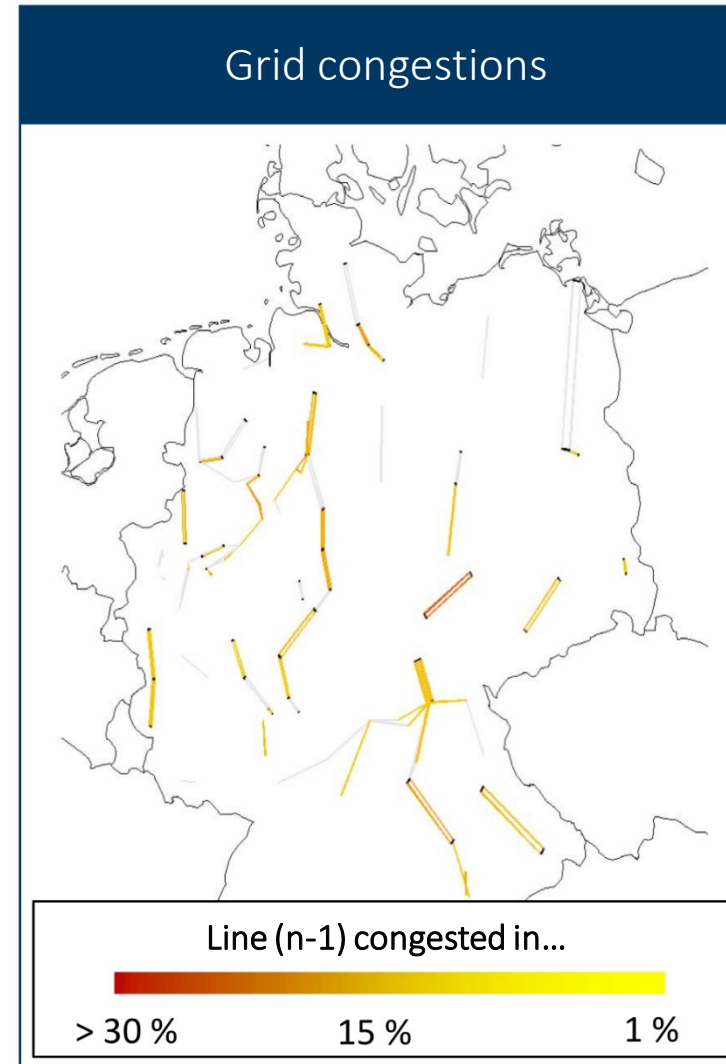 Grid congestions
Line (n-1) congested in...
> 30 % 15 % 1 %